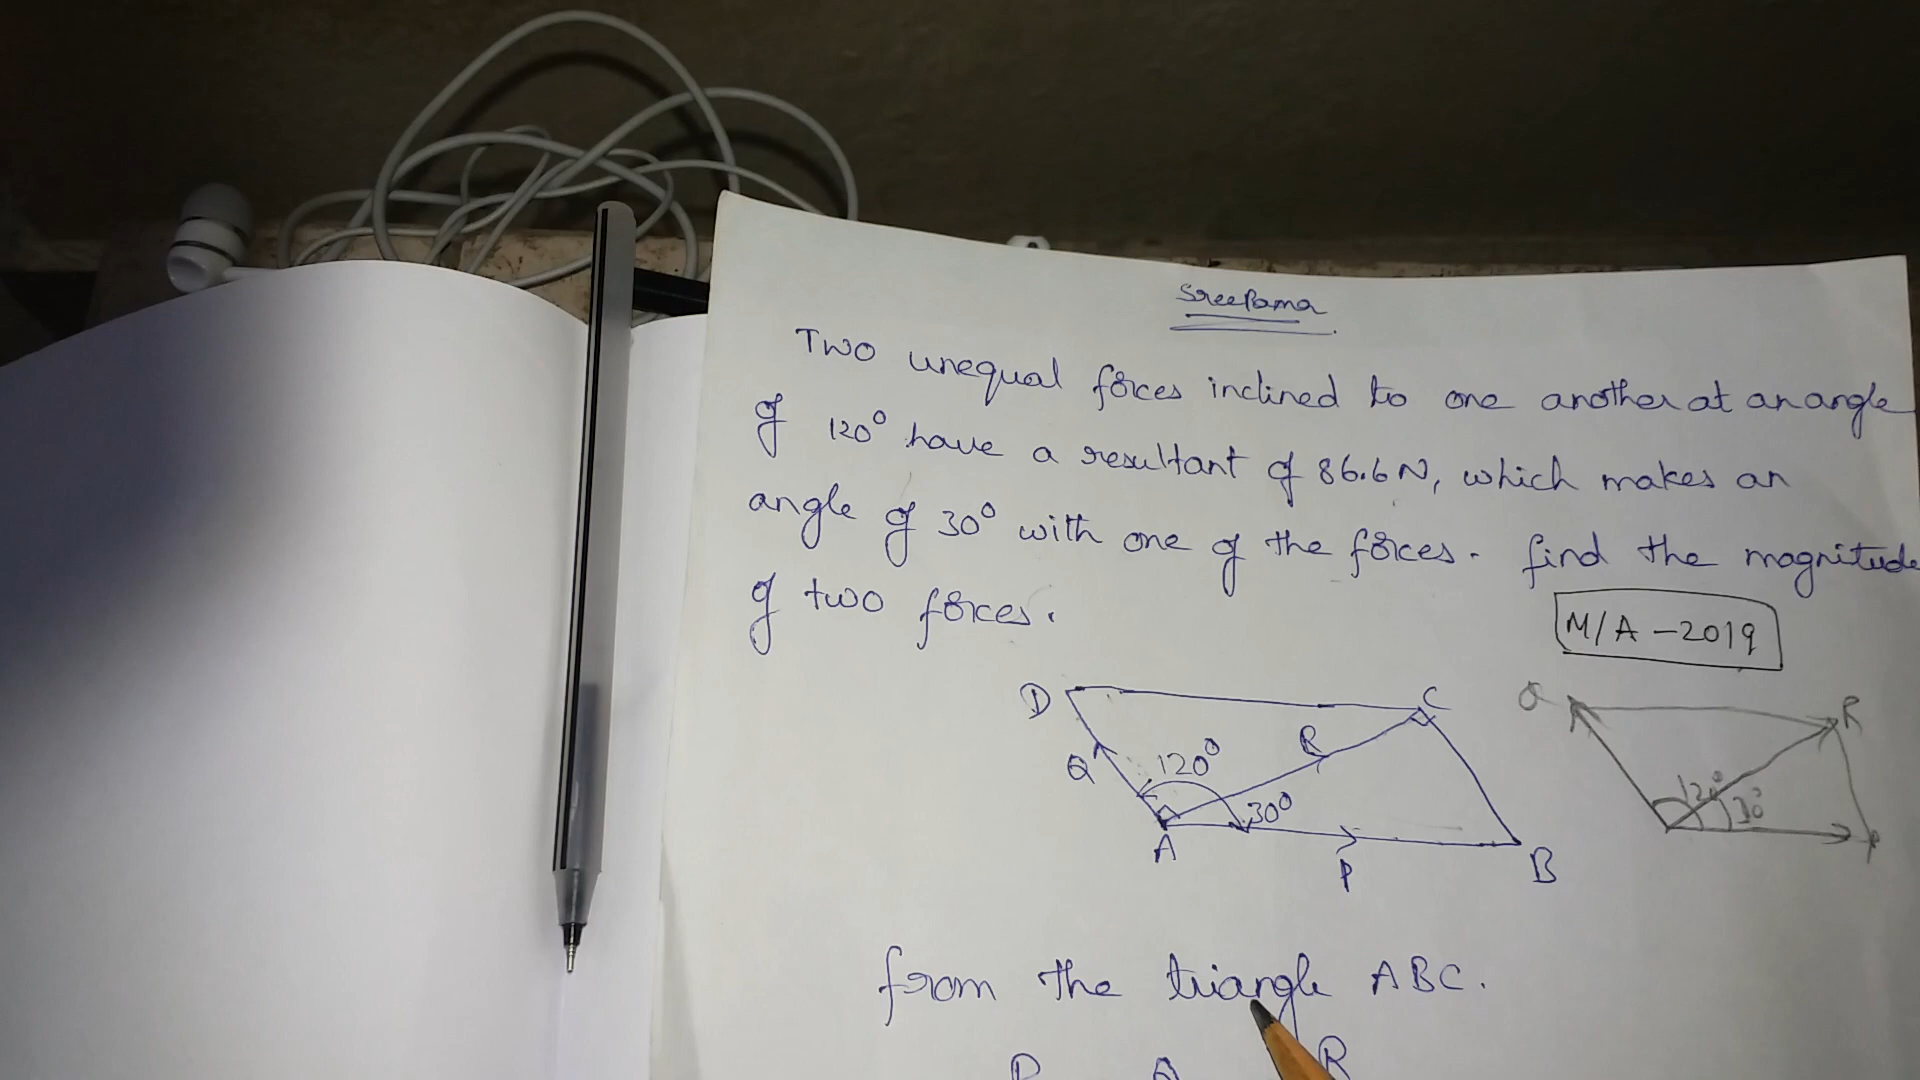 SreeRama
Two unequal forces inclined to one another at an angle
of 120° have a resultant of 86.6N, which makes an
angle of 30° with one of the forces. find the magnitude
of two forces.
M/A - 2019
D C
Q 120° R
30°
A P B
Q R
120° 30°
P
from the triangle ABC.
P Q R